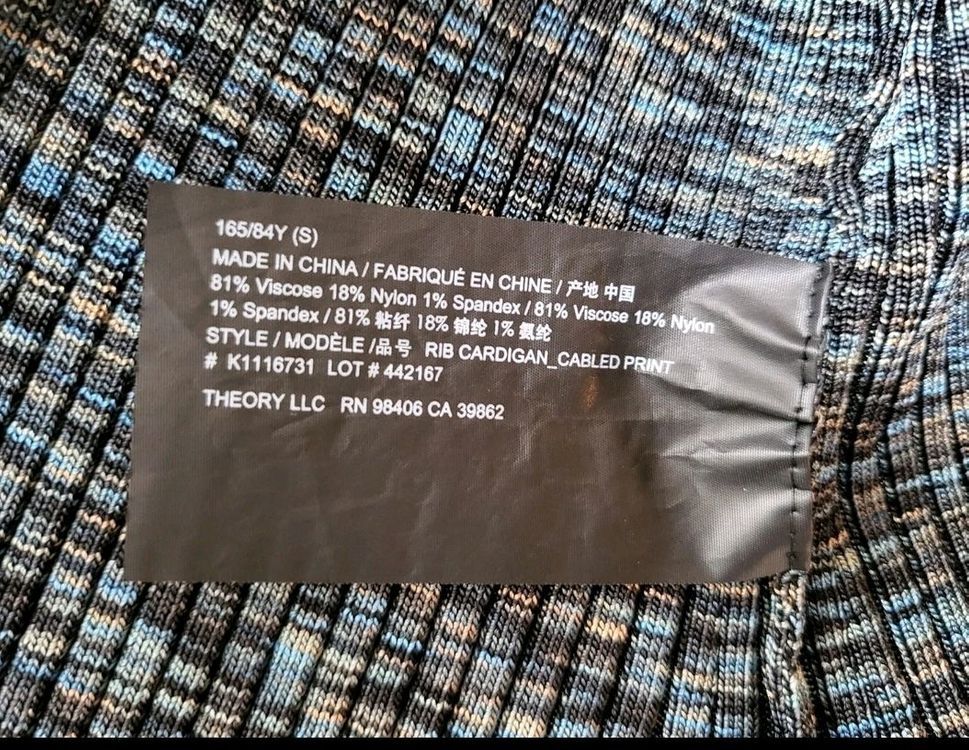 165/84Y (S)
MADE IN CHINA / FABRIQUÉ EN CHINE / 产地 中国
81% Viscose 18% Nylon 1% Spandex / 81% Viscose 18% Nylon
1% Spandex / 81% 粘纤 18% 锦纶 1% 氨纶
STYLE / MODÈLE /品号 RIB CARDIGAN_CABLED PRINT
# K1116731 LOT # 442167
THEORY LLC RN 98406 CA 39862